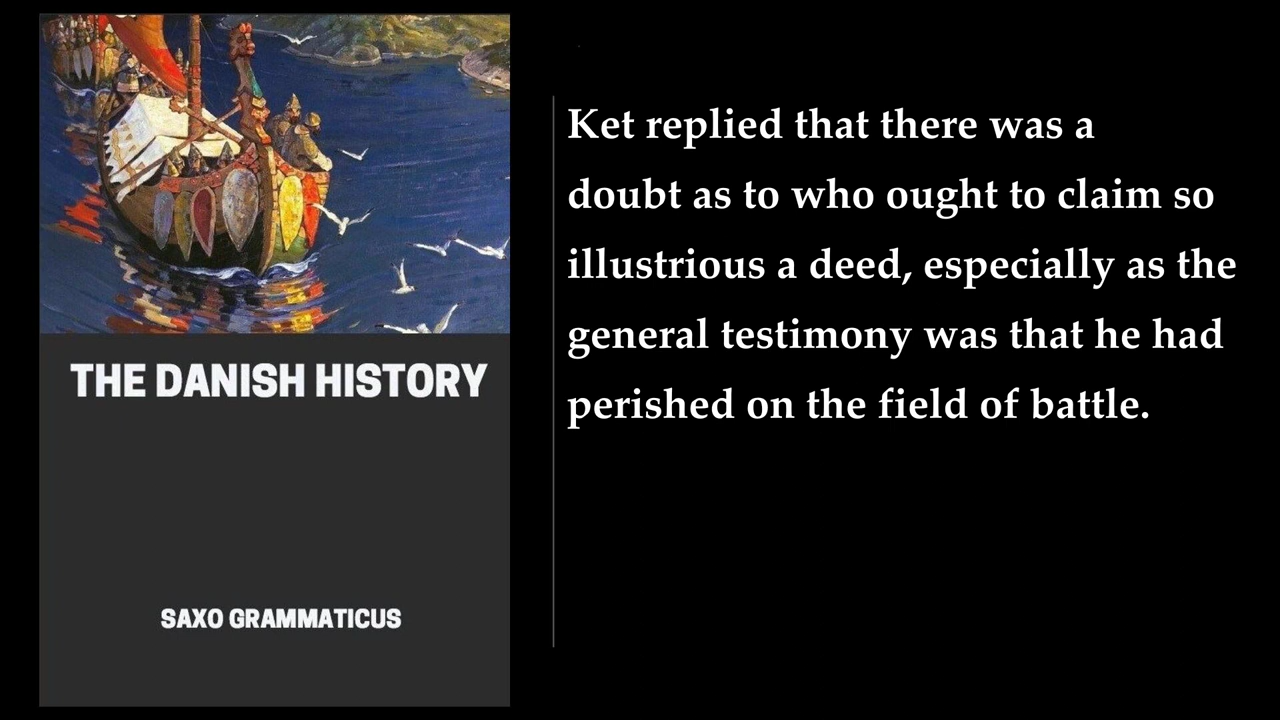 THE DANISH HISTORY
SAXO GRAMMATICUS
Ket replied that there was a
doubt as to who ought to claim so
illustrious a deed, especially as the
general testimony was that he had
perished on the field of battle.